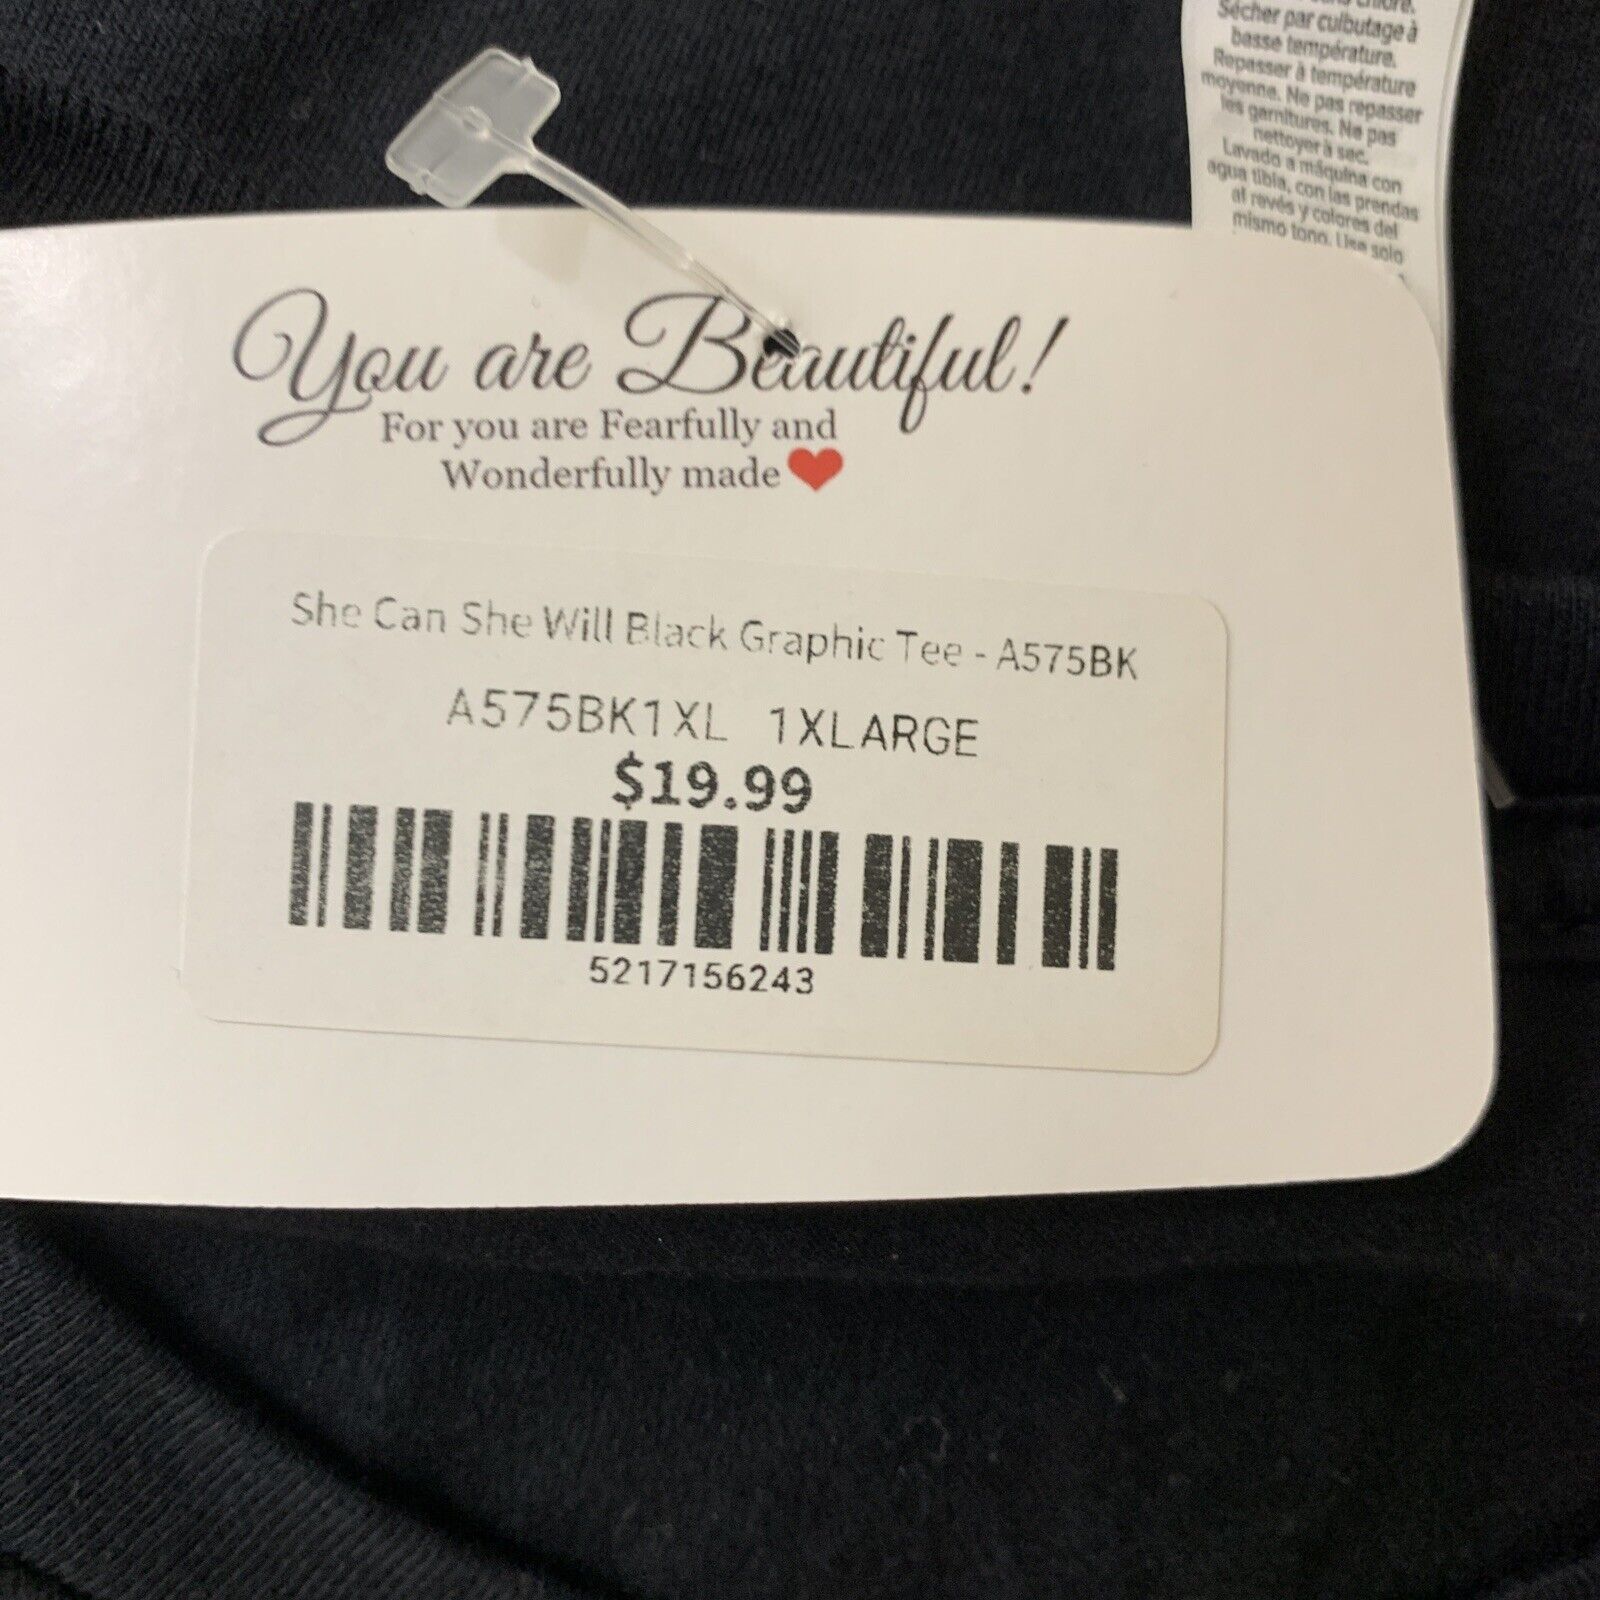 sans chlore.
Sécher par culbutage à
basse température.
Repasser à température
moyenne. Ne pas repasser
les garnitures. Ne pas
nettoyer à sec.
Lavado a máquina con
agua tibia, con las prendas
al revés y colores del
mismo tono. Use solo
You are Beautiful!
For you are Fearfully and
Wonderfully made
She Can She Will Black Graphic Tee - A575BK
A575BK1XL 1XLARGE
$19.99
5217156243